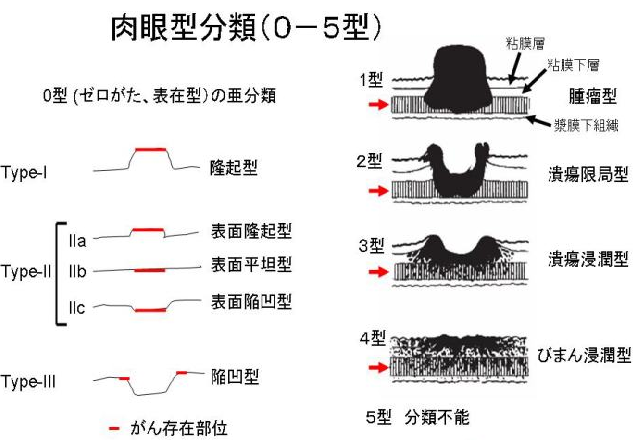 肉眼型分類(0－5型)
0型 (ゼロがた、表在型)の亜分類
Type-I
隆起型
Type-II
IIa
表面隆起型
IIb
表面平坦型
IIc
表面陥凹型
Type-III
陥凹型
がん存在部位
粘膜層
粘膜下層
1型
腫瘤型
漿膜下組織
2型
潰瘍限局型
3型
潰瘍浸潤型
4型
びまん浸潤型
5型 分類不能